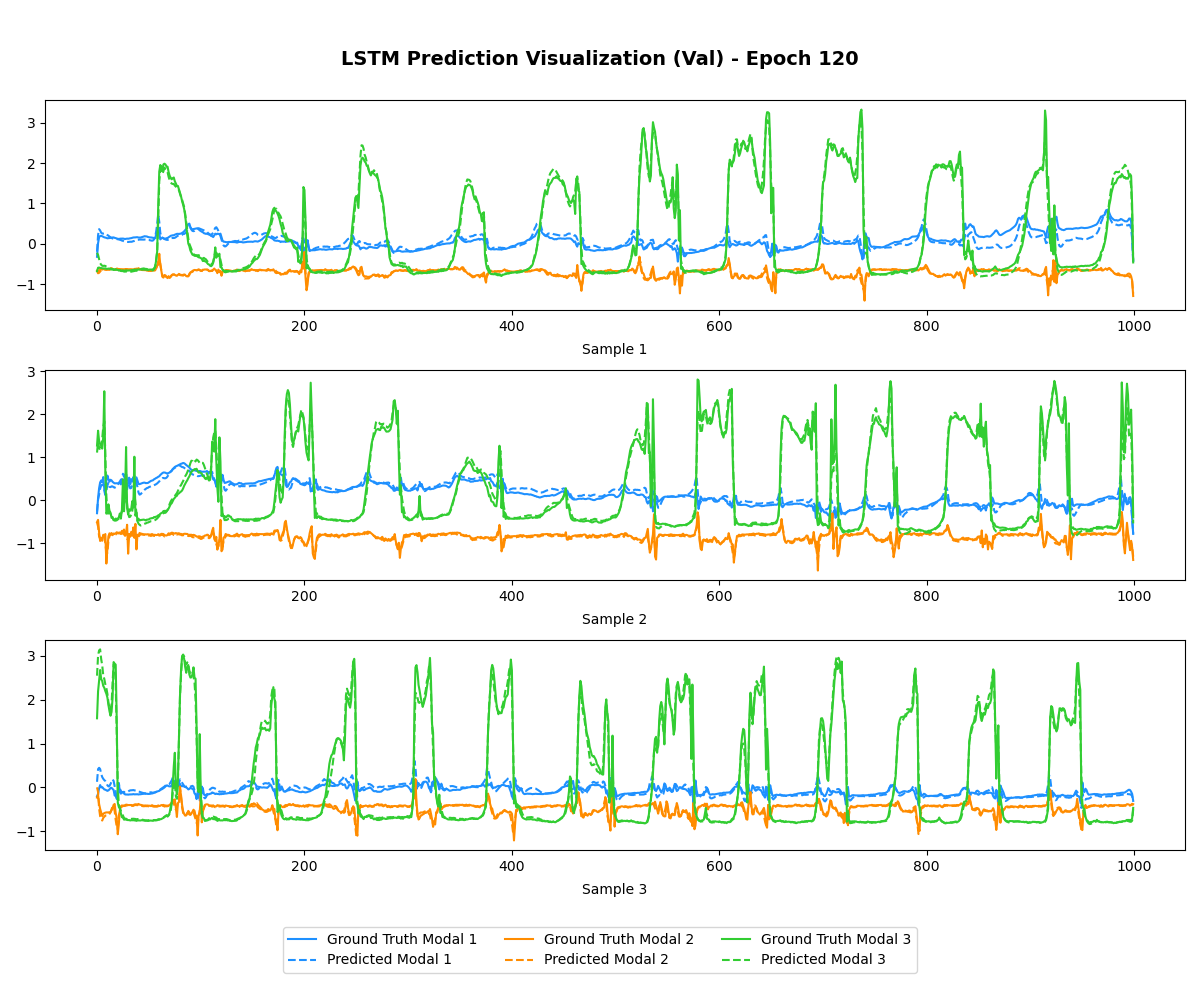 LSTM Prediction Visualization (Val) - Epoch 120
3
2
1
0
−1
0 200 400 600 800 1000
Sample 1
3
2
1
0
−1
0 200 400 600 800 1000
Sample 2
3
2
1
0
−1
0 200 400 600 800 1000
Sample 3
Ground Truth Modal 1 Ground Truth Modal 2 Ground Truth Modal 3
Predicted Modal 1 Predicted Modal 2 Predicted Modal 3